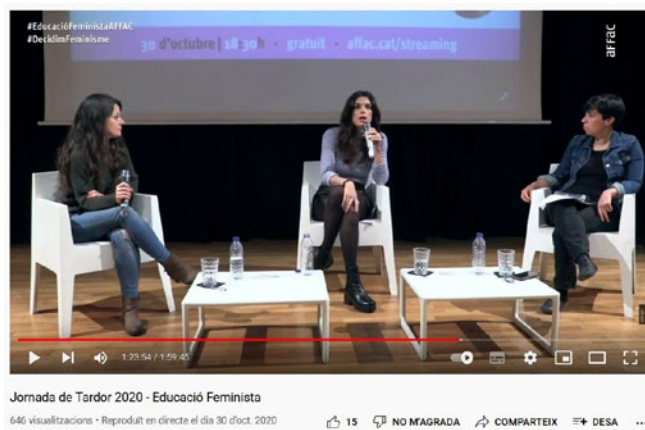 #EducacióFeministaAFFAC
#DecidimFeminisme
30 d'octubre | 18:30h · gratuït · affac.cat/streaming
aFFaC
1:23:54 / 1:59:45
Jornada de Tardor 2020 - Educació Feminista
646 visualitzacions • Reproduït en directe el dia 30 d'oct. 2020
15 NO M'AGRADA COMPARTEIX DESA